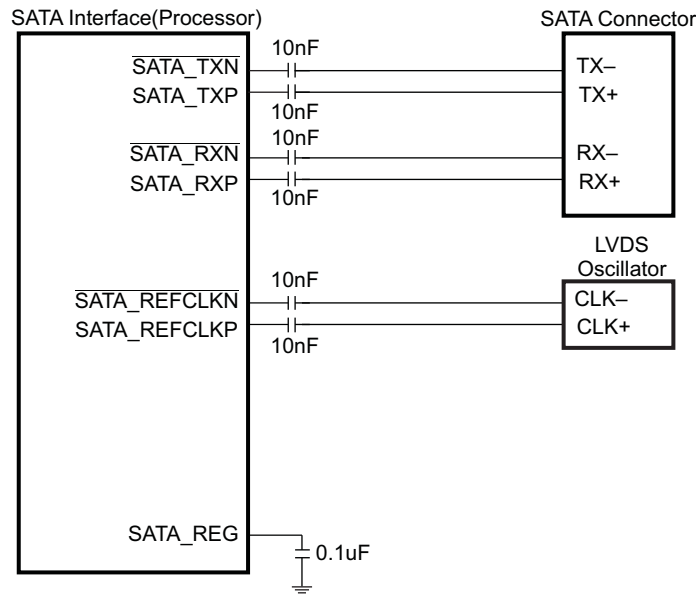 SATA Interface(Processor)
SATA Connector
10nF
SATA_TXN
TX–
SATA_TXP
TX+
10nF
10nF
SATA_RXN
RX–
SATA_RXP
RX+
10nF
LVDS
Oscillator
10nF
SATA_REFCLKN
CLK–
SATA_REFCLKP
CLK+
10nF
SATA_REG
0.1uF